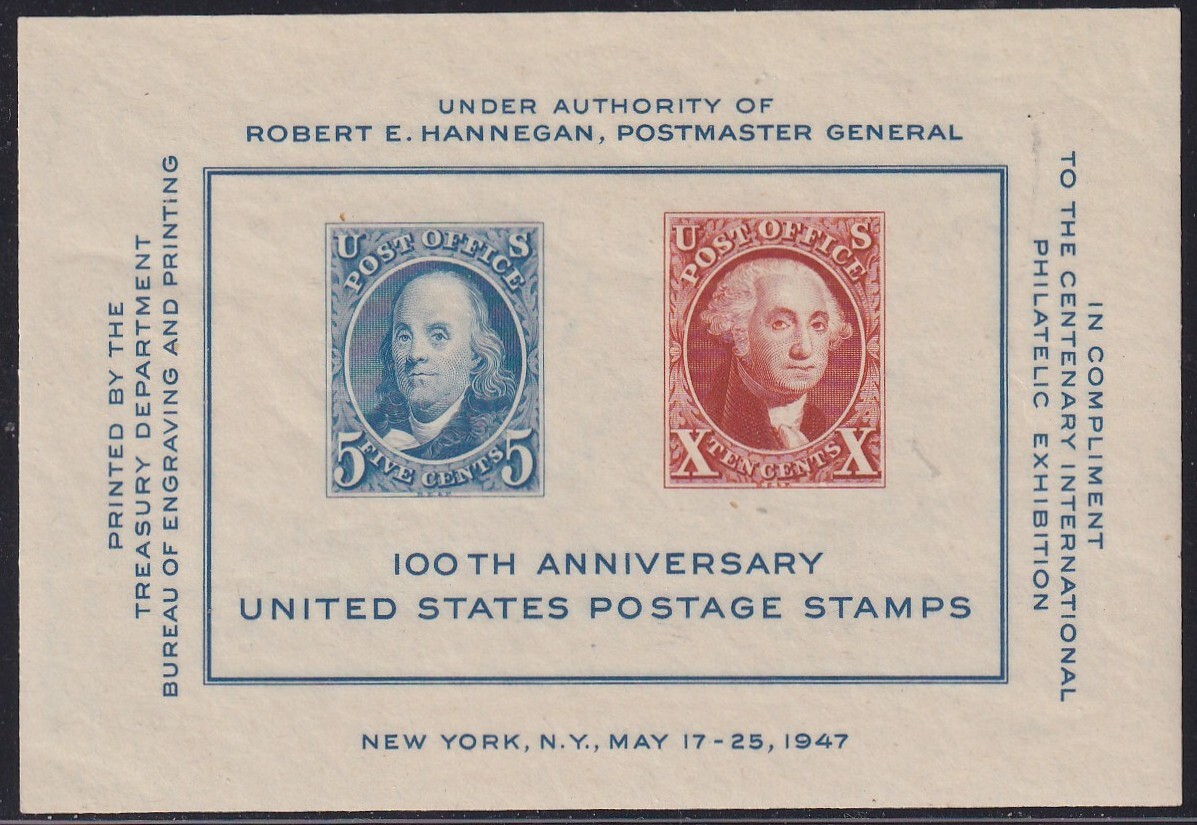 UNDER AUTHORITY OF
ROBERT E. HANNEGAN, POSTMASTER GENERAL
PRINTED BY THE
TREASURY DEPARTMENT
BUREAU OF ENGRAVING AND PRINTING
U S
POST OFFICE
5 5
FIVE CENTS
U S
POST OFFICE
X X
TEN CENTS
100TH ANNIVERSARY
UNITED STATES POSTAGE STAMPS
IN COMPLIMENT
TO THE CENTENARY INTERNATIONAL
PHILATELIC EXHIBITION
NEW YORK, N.Y., MAY 17-25, 1947